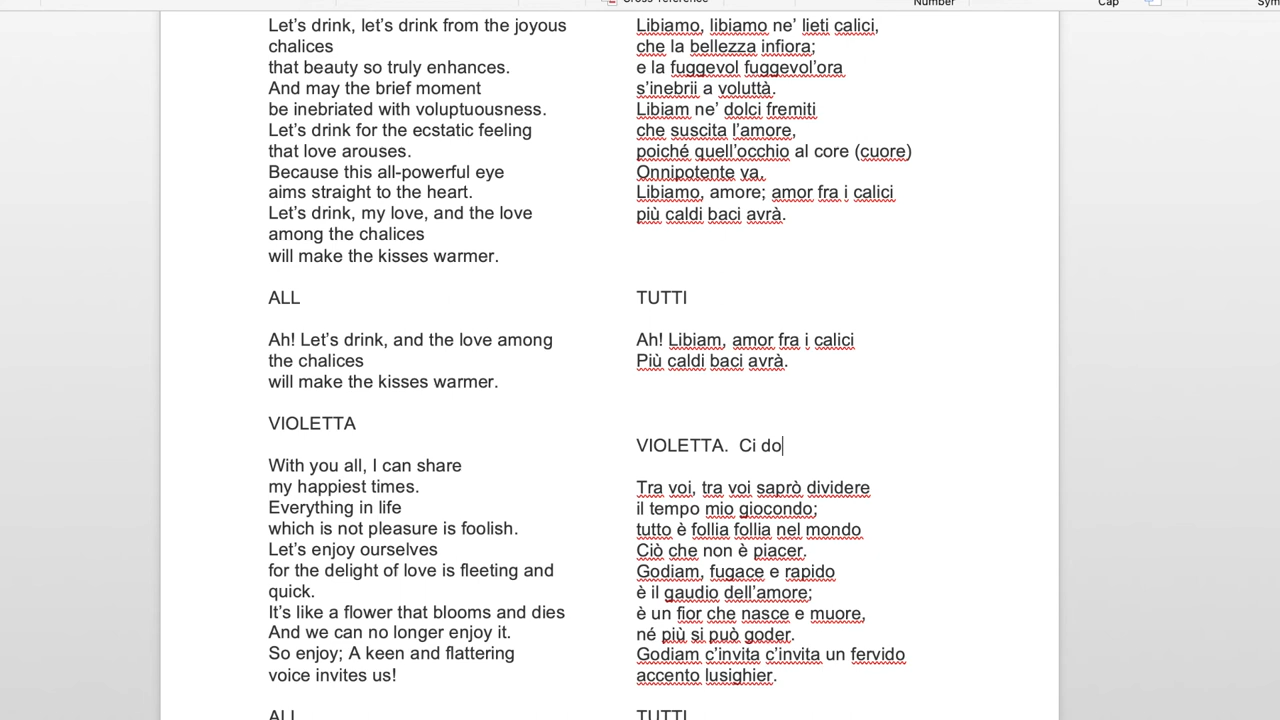 Cross-reference
Number
Cap
Let’s drink, let’s drink from the joyous
chalices
that beauty so truly enhances.
And may the brief moment
be inebriated with voluptuousness.
Let’s drink for the ecstatic feeling
that love arouses.
Because this all-powerful eye
aims straight to the heart.
Let’s drink, my love, and the love
among the chalices
will make the kisses warmer.
ALL
Ah! Let’s drink, and the love among
the chalices
will make the kisses warmer.
VIOLETTA
With you all, I can share
my happiest times.
Everything in life
which is not pleasure is foolish.
Let’s enjoy ourselves
for the delight of love is fleeting and
quick.
It’s like a flower that blooms and dies
And we can no longer enjoy it.
So enjoy; A keen and flattering
voice invites us!
ALL
Libiamo, libiamo ne’ lieti calici,
che la bellezza infiora;
e la fuggevol fuggevol’ora
s’inebrii a voluttà.
Libiam ne’ dolci fremiti
che suscita l’amore,
poiché quell’occhio al core (cuore)
Onnipotente va.
Libiamo, amore; amor fra i calici
più caldi baci avrà.
TUTTI
Ah! Libiam, amor fra i calici
Più caldi baci avrà.
VIOLETTA.  Ci do
Tra voi, tra voi saprò dividere
il tempo mio giocondo;
tutto è follia follia nel mondo
Ciò che non è piacer.
Godiam, fugace e rapido
è il gaudio dell’amore;
è un fior che nasce e muore,
né più si può goder.
Godiam c’invita c’invita un fervido
accento lusighier.
TUTTI